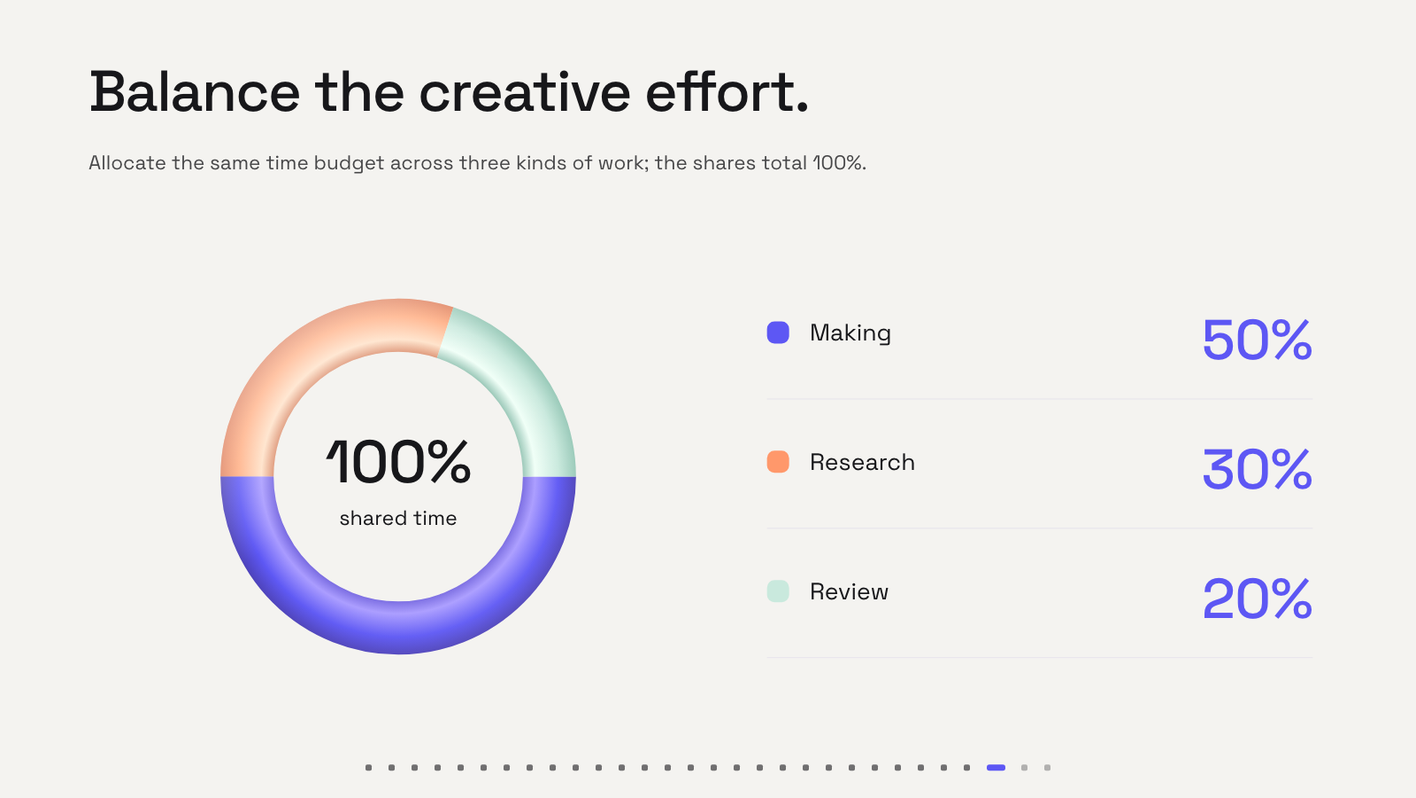 Balance the creative effort.
Allocate the same time budget across three kinds of work; the shares total 100%.
100%
shared time
Making
50%
Research
30%
Review
20%